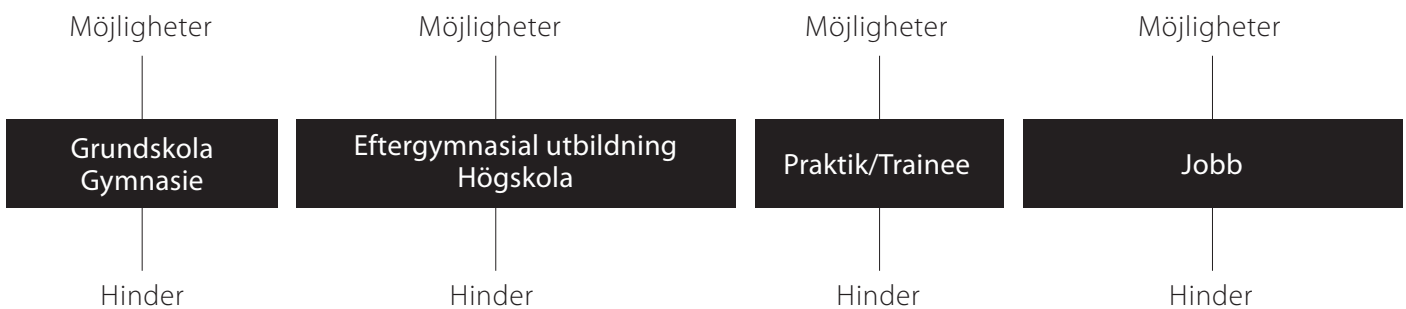 Möjligheter
Möjligheter
Möjligheter
Möjligheter
Grundskola
Gymnasie
Eftergymnasial utbildning
Högskola
Praktik/Trainee
Jobb
Hinder
Hinder
Hinder
Hinder